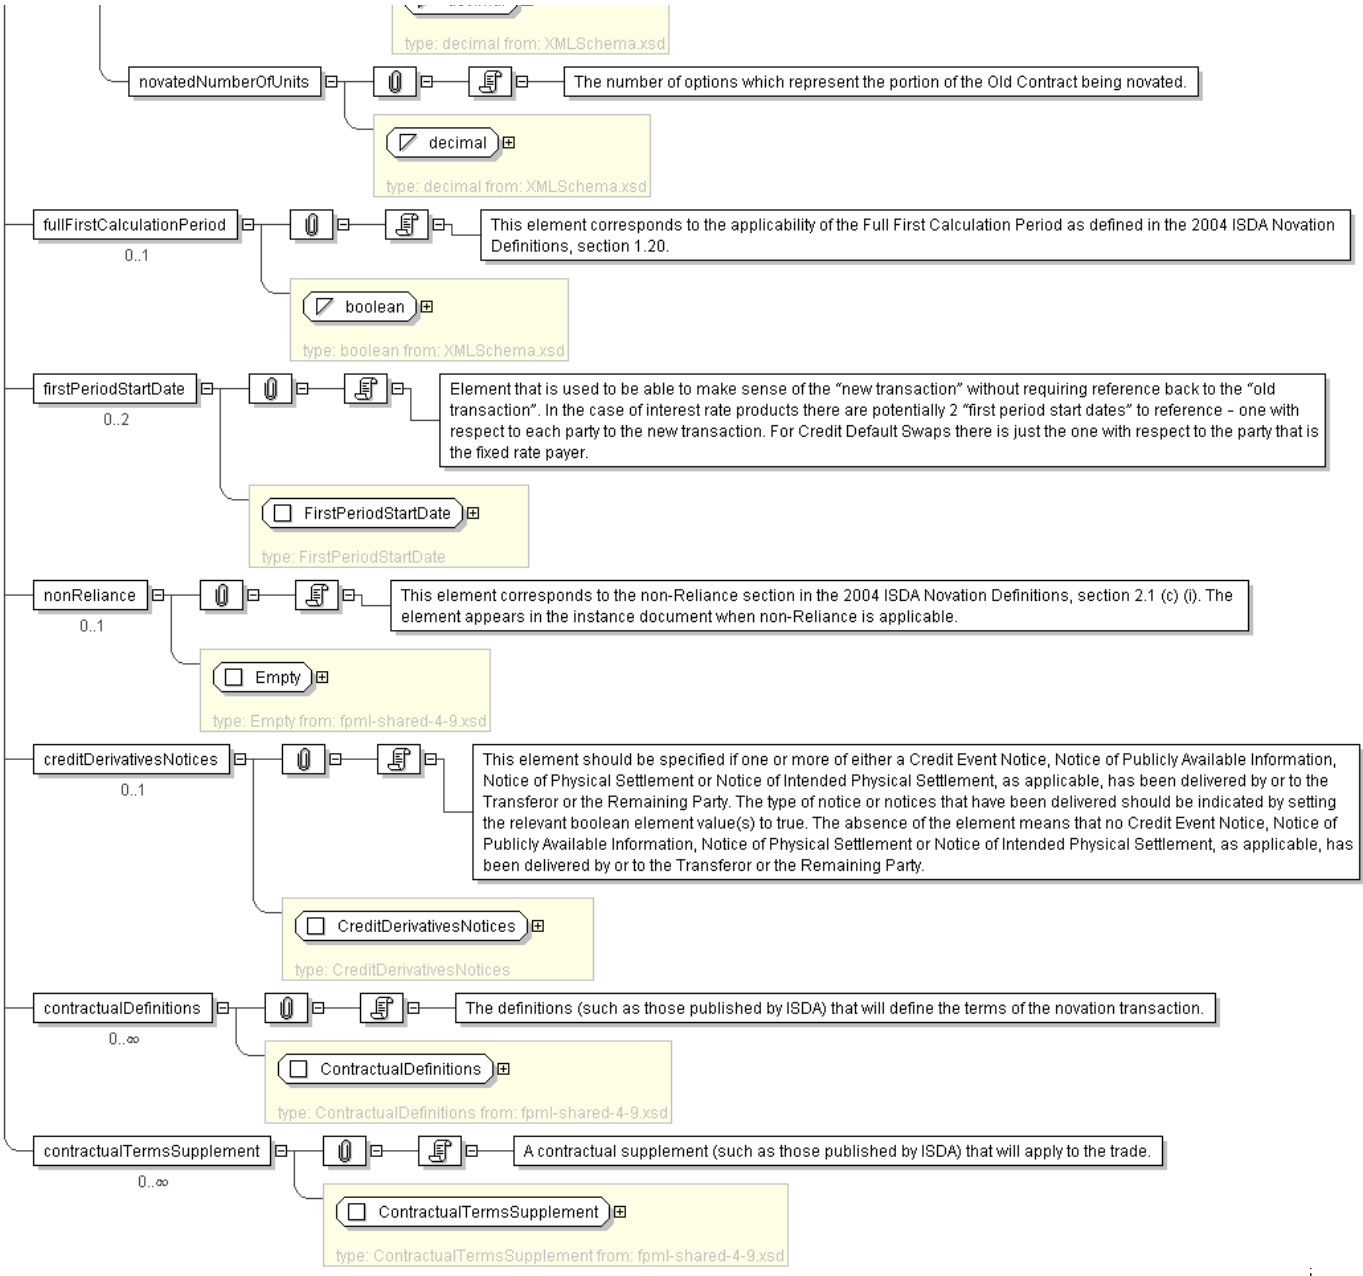 type: decimal from: XMLSchema.xsd
novatedNumberOfUnits
The number of options which represent the portion of the Old Contract being novated.
decimal
type: decimal from: XMLSchema.xsd
fullFirstCalculationPeriod
0..1
This element corresponds to the applicability of the Full First Calculation Period as defined in the 2004 ISDA Novation
Definitions, section 1.20.
boolean
type: boolean from: XMLSchema.xsd
firstPeriodStartDate
0..2
Element that is used to be able to make sense of the “new transaction” without requiring reference back to the “old
transaction”. In the case of interest rate products there are potentially 2 “first period start dates” to reference – one with
respect to each party to the new transaction. For Credit Default Swaps there is just the one with respect to the party that is
the fixed rate payer.
FirstPeriodStartDate
type: FirstPeriodStartDate
nonReliance
0..1
This element corresponds to the non-Reliance section in the 2004 ISDA Novation Definitions, section 2.1 (c) (i). The
element appears in the instance document when non-Reliance is applicable.
Empty
type: Empty from: fpml-shared-4-9.xsd
creditDerivativesNotices
0..1
This element should be specified if one or more of either a Credit Event Notice, Notice of Publicly Available Information,
Notice of Physical Settlement or Notice of Intended Physical Settlement, as applicable, has been delivered by or to the
Transferor or the Remaining Party. The type of notice or notices that have been delivered should be indicated by setting
the relevant boolean element value(s) to true. The absence of the element means that no Credit Event Notice, Notice of
Publicly Available Information, Notice of Physical Settlement or Notice of Intended Physical Settlement, as applicable, has
been delivered by or to the Transferor or the Remaining Party.
CreditDerivativesNotices
type: CreditDerivativesNotices
contractualDefinitions
0..∞
The definitions (such as those published by ISDA) that will define the terms of the novation transaction.
ContractualDefinitions
type: ContractualDefinitions from: fpml-shared-4-9.xsd
contractualTermsSupplement
0..∞
A contractual supplement (such as those published by ISDA) that will apply to the trade.
ContractualTermsSupplement
type: ContractualTermsSupplement from: fpml-shared-4-9.xsd